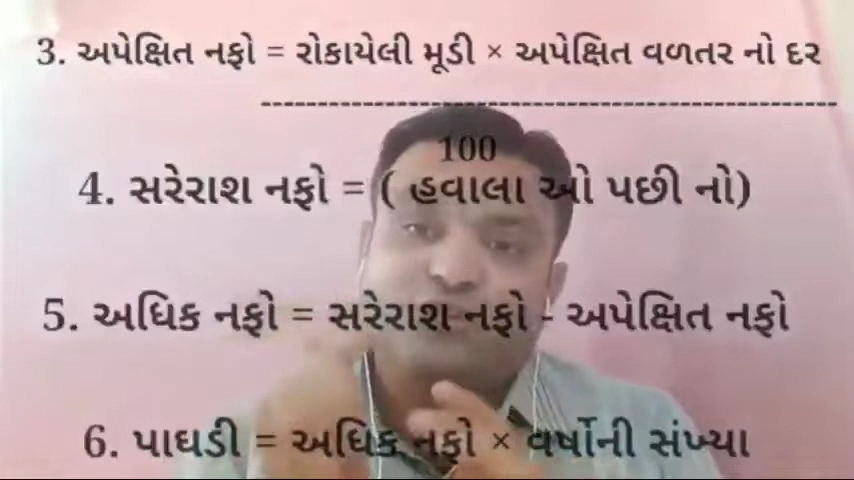 3. અપેક્ષિત નફો = રોકાયેલી મૂડી × અપેક્ષિત વળતર નો દર
------------------------------------------------
100
4. સરેરાશ નફો = ( હવાલા ઓ પછી નો)
5. અધિક નફો = સરેરાશ નફો - અપેક્ષિત નફો
6. પાઘડી = અધિક નફો × વર્ષોની સંખ્યા